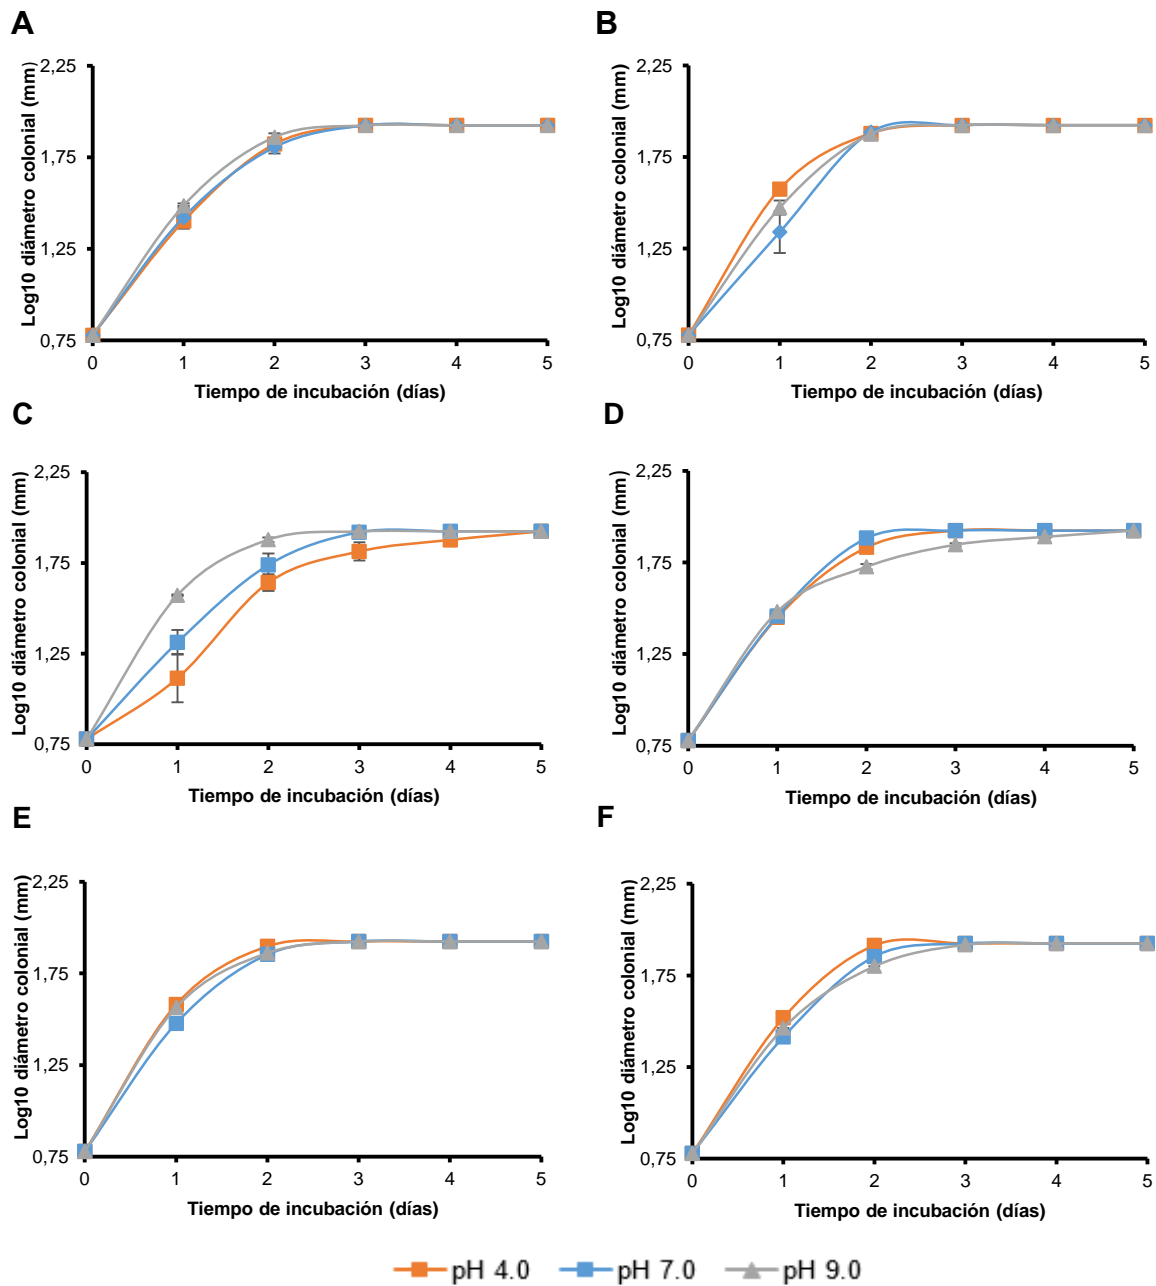 A
Log10 diámetro colonial (mm)
2,25
1,75
1,25
0,75
0 1 2 3 4 5
Tiempo de incubación (días)
B
Log10 diámetro colonial (mm)
2,25
1,75
1,25
0,75
0 1 2 3 4 5
Tiempo de incubación (días)
C
Log10 diámetro colonial (mm)
2,25
1,75
1,25
0,75
0 1 2 3 4 5
Tiempo de incubación (días)
D
Log10 diámetro colonial (mm)
2,25
1,75
1,25
0,75
0 1 2 3 4 5
Tiempo de incubación (días)
E
Log10 diámetro colonial (mm)
2,25
1,75
1,25
0,75
0 1 2 3 4 5
Tiempo de incubación (días)
F
Log10 diámetro colonial (mm)
2,25
1,75
1,25
0,75
0 1 2 3 4 5
Tiempo de incubación (días)
pH 4.0 pH 7.0 pH 9.0